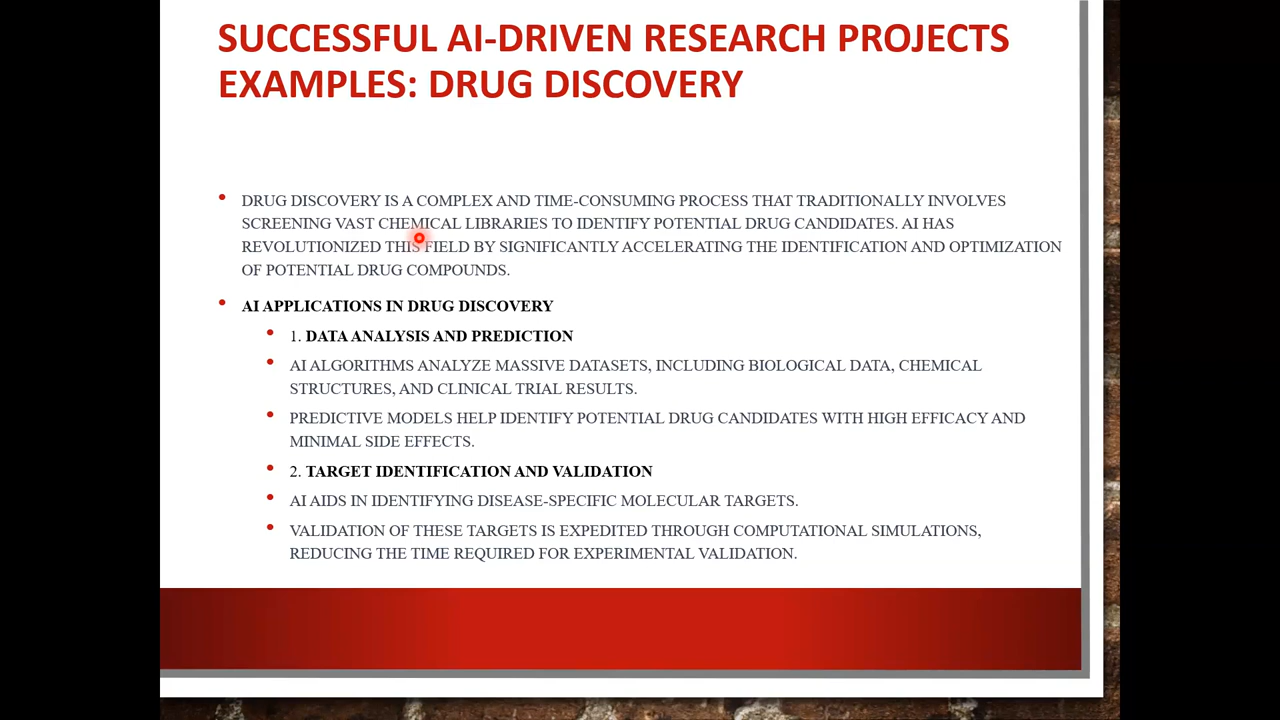 SUCCESSFUL AI-DRIVEN RESEARCH PROJECTS
EXAMPLES: DRUG DISCOVERY
• DRUG DISCOVERY IS A COMPLEX AND TIME-CONSUMING PROCESS THAT TRADITIONALLY INVOLVES
SCREENING VAST CHEMICAL LIBRARIES TO IDENTIFY POTENTIAL DRUG CANDIDATES. AI HAS
REVOLUTIONIZED THIS FIELD BY SIGNIFICANTLY ACCELERATING THE IDENTIFICATION AND OPTIMIZATION
OF POTENTIAL DRUG COMPOUNDS.
• AI APPLICATIONS IN DRUG DISCOVERY
• 1. DATA ANALYSIS AND PREDICTION
• AI ALGORITHMS ANALYZE MASSIVE DATASETS, INCLUDING BIOLOGICAL DATA, CHEMICAL
STRUCTURES, AND CLINICAL TRIAL RESULTS.
• PREDICTIVE MODELS HELP IDENTIFY POTENTIAL DRUG CANDIDATES WITH HIGH EFFICACY AND
MINIMAL SIDE EFFECTS.
• 2. TARGET IDENTIFICATION AND VALIDATION
• AI AIDS IN IDENTIFYING DISEASE-SPECIFIC MOLECULAR TARGETS.
• VALIDATION OF THESE TARGETS IS EXPEDITED THROUGH COMPUTATIONAL SIMULATIONS,
REDUCING THE TIME REQUIRED FOR EXPERIMENTAL VALIDATION.